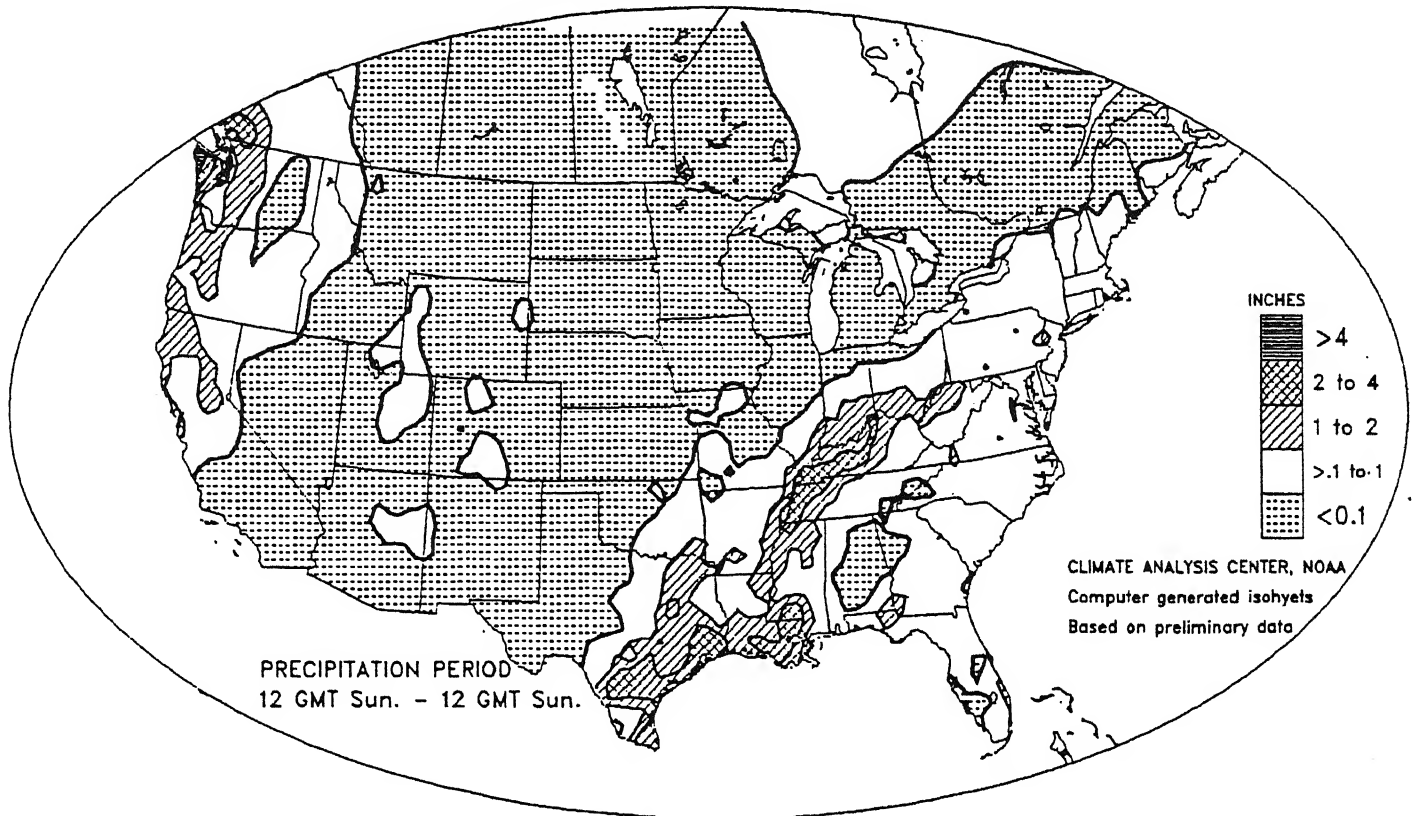 INCHES
>4
2 to 4
1 to 2
>.1 to·1
<0.1
CLIMATE ANALYSIS CENTER, NOAA
Computer generated isohyets
Based on preliminary data
PRECIPITATION PERIOD
12 GMT Sun. – 12 GMT Sun.